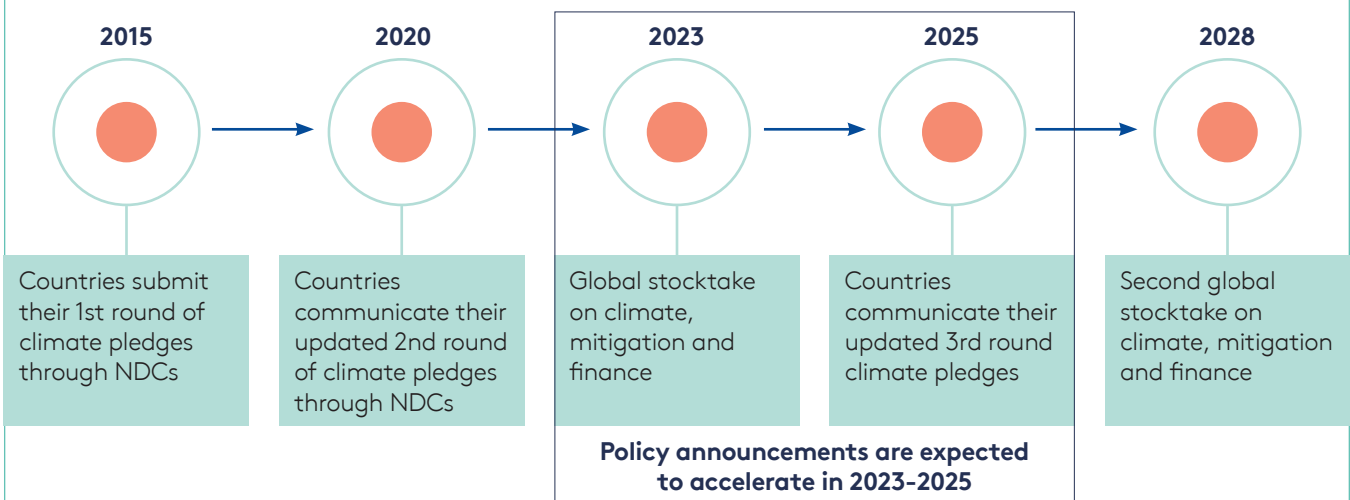 2015
2020
2023
2025
2028
Countries submit
their 1st round of
climate pledges
through NDCs
Countries
communicate their
updated 2nd round
of climate pledges
through NDCs
Global stocktake
on climate,
mitigation and
finance
Countries
communicate their
updated 3rd round
climate pledges
Second global
stocktake on
climate, mitigation
and finance
Policy announcements are expected
to accelerate in 2023-2025